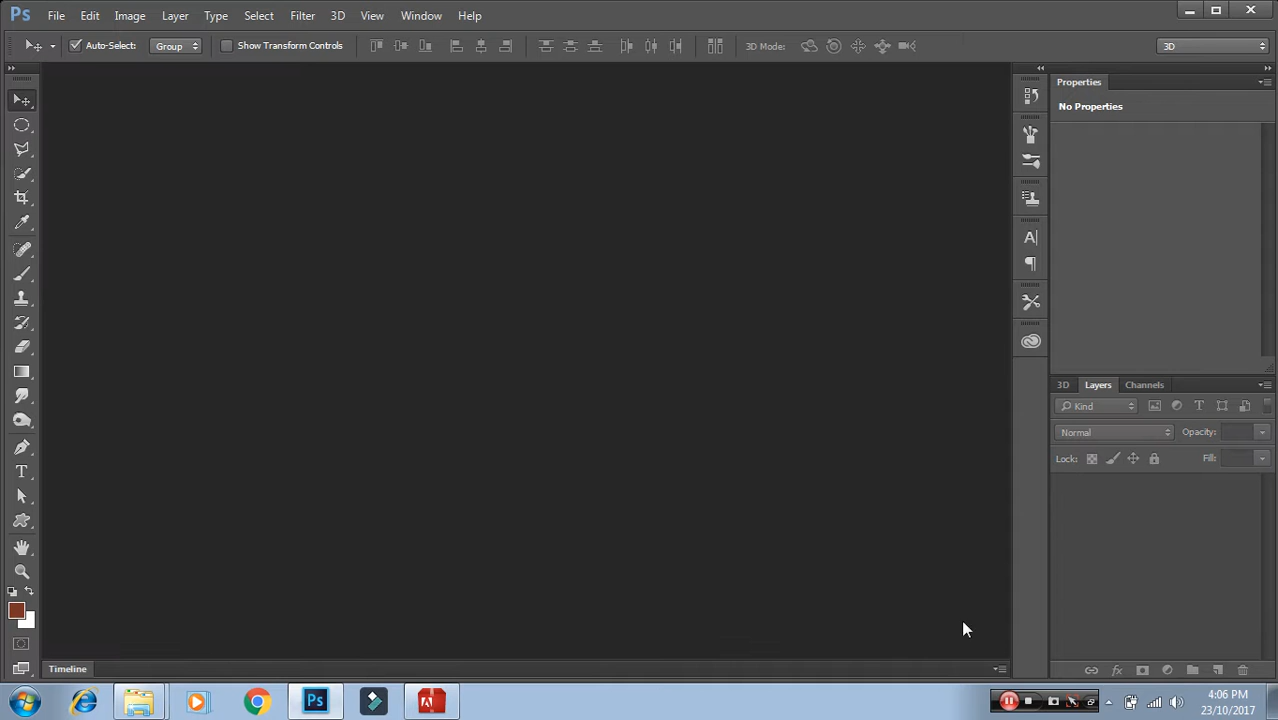 Ps File Edit Image Layer Type Select Filter 3D View Window Help
Auto-Select: Group Show Transform Controls 3D Mode: 3D
Properties
No Properties
A
3D Layers Channels
Kind T
Normal Opacity:
Lock: Fill:
T
Timeline
fx
Ps
4:06 PM
23/10/2017